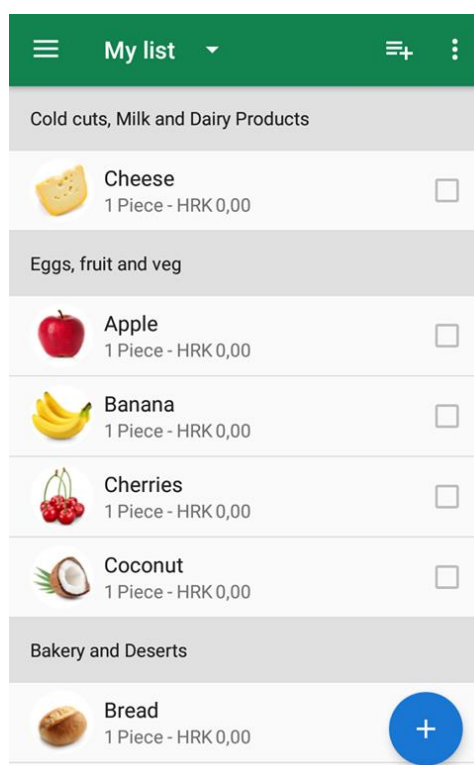 My list
Cold cuts, Milk and Dairy Products
Cheese
1 Piece - HRK 0,00
Eggs, fruit and veg
Apple
1 Piece - HRK 0,00
Banana
1 Piece - HRK 0,00
Cherries
1 Piece - HRK 0,00
Coconut
1 Piece - HRK 0,00
Bakery and Deserts
Bread
1 Piece - HRK 0,00